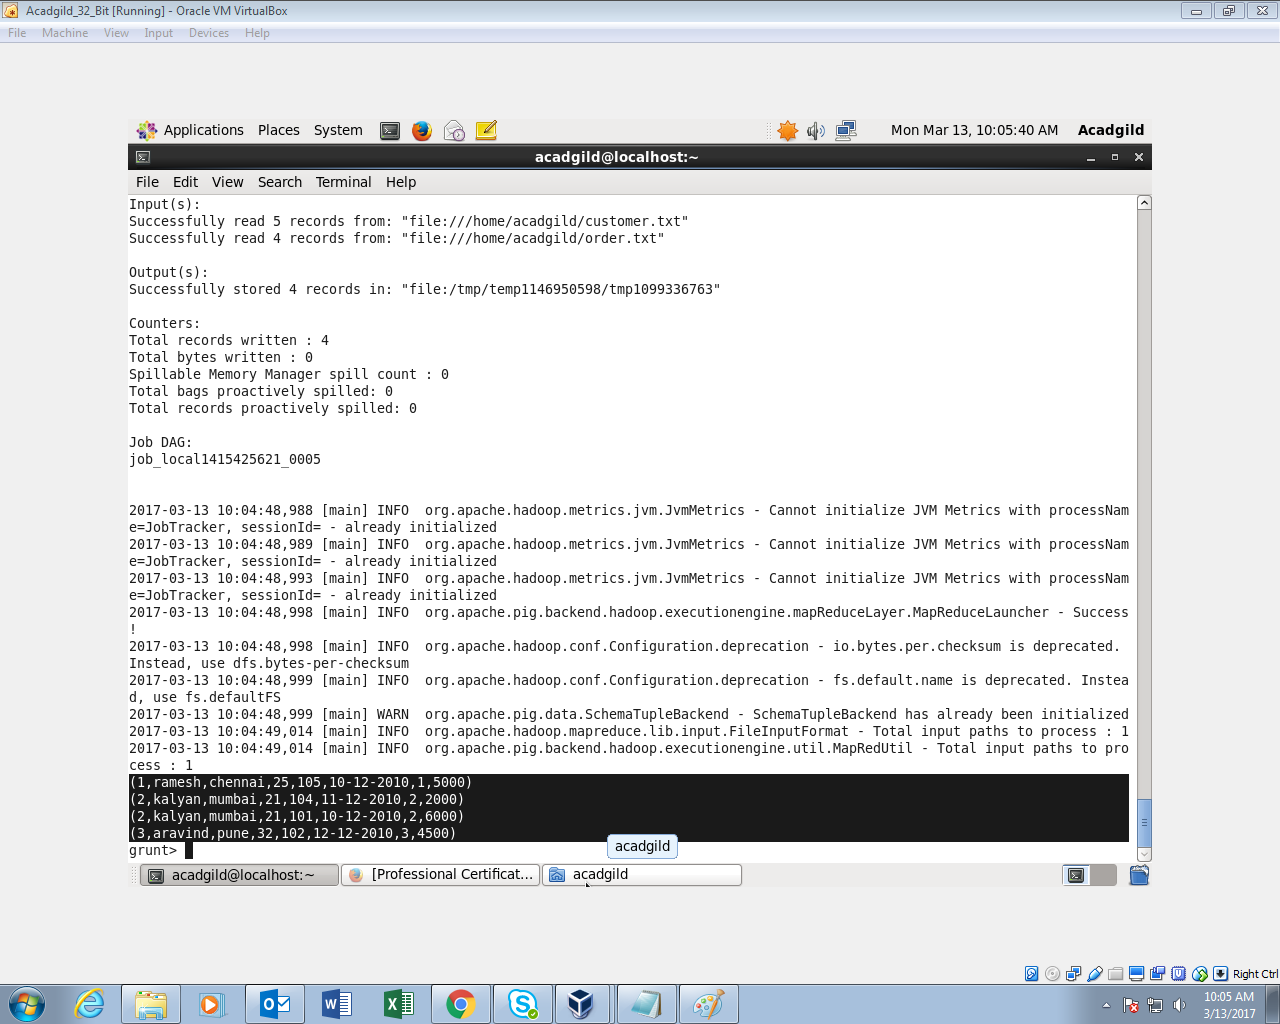 Acadgild_32_Bit [Running] - Oracle VM VirtualBox
File Machine View Input Devices Help
Applications Places System Mon Mar 13, 10:05:40 AM Acadgild
acadgild@localhost:~
File Edit View Search Terminal Help
Input(s):
Successfully read 5 records from: "file:///home/acadgild/customer.txt"
Successfully read 4 records from: "file:///home/acadgild/order.txt"
Output(s):
Successfully stored 4 records in: "file:/tmp/temp1146950598/tmp1099336763"
Counters:
Total records written : 4
Total bytes written : 0
Spillable Memory Manager spill count : 0
Total bags proactively spilled: 0
Total records proactively spilled: 0
Job DAG:
job_local1415425621_0005
2017-03-13 10:04:48,988 [main] INFO  org.apache.hadoop.metrics.jvm.JvmMetrics - Cannot initialize JVM Metrics with processNam
e=JobTracker, sessionId= - already initialized
2017-03-13 10:04:48,989 [main] INFO  org.apache.hadoop.metrics.jvm.JvmMetrics - Cannot initialize JVM Metrics with processNam
e=JobTracker, sessionId= - already initialized
2017-03-13 10:04:48,993 [main] INFO  org.apache.hadoop.metrics.jvm.JvmMetrics - Cannot initialize JVM Metrics with processNam
e=JobTracker, sessionId= - already initialized
2017-03-13 10:04:48,998 [main] INFO  org.apache.pig.backend.hadoop.executionengine.mapReduceLayer.MapReduceLauncher - Success
!
2017-03-13 10:04:48,998 [main] INFO  org.apache.hadoop.conf.Configuration.deprecation - io.bytes.per.checksum is deprecated.
Instead, use dfs.bytes-per-checksum
2017-03-13 10:04:48,999 [main] INFO  org.apache.hadoop.conf.Configuration.deprecation - fs.default.name is deprecated. Instea
d, use fs.defaultFS
2017-03-13 10:04:48,999 [main] WARN  org.apache.pig.data.SchemaTupleBackend - SchemaTupleBackend has already been initialized
2017-03-13 10:04:49,014 [main] INFO  org.apache.hadoop.mapreduce.lib.input.FileInputFormat - Total input paths to process : 1
2017-03-13 10:04:49,014 [main] INFO  org.apache.pig.backend.hadoop.executionengine.util.MapRedUtil - Total input paths to pro
cess : 1
(1,ramesh,chennai,25,105,10-12-2010,1,5000)
(2,kalyan,mumbai,21,104,11-12-2010,2,2000)
(2,kalyan,mumbai,21,101,10-12-2010,2,6000)
(3,aravind,pune,32,102,12-12-2010,3,4500)
grunt>
acadgild
acadgild@localhost:~ [Professional Certificat... acadgild
Right Ctrl
10:05 AM
3/13/2017